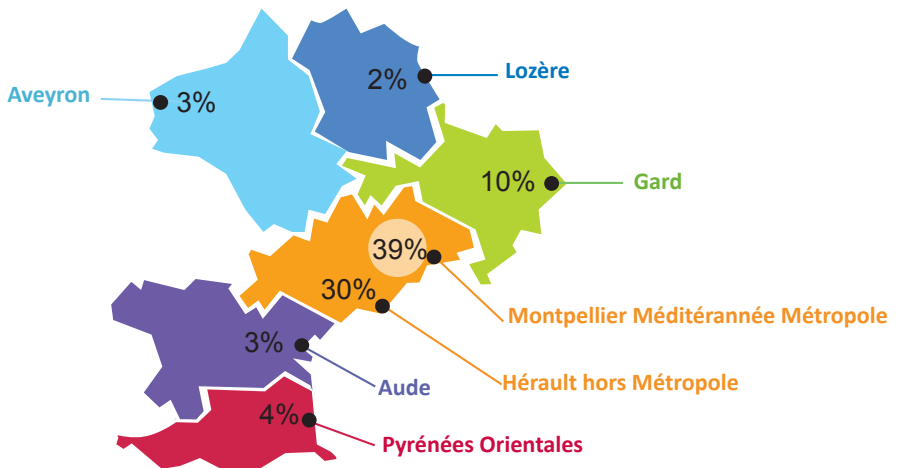 Lozère
2%
Aveyron
3%
10%
Gard
39%
30%
Montpellier Méditérannée Métropole
3%
Hérault hors Métropole
Aude
4%
Pyrénées Orientales